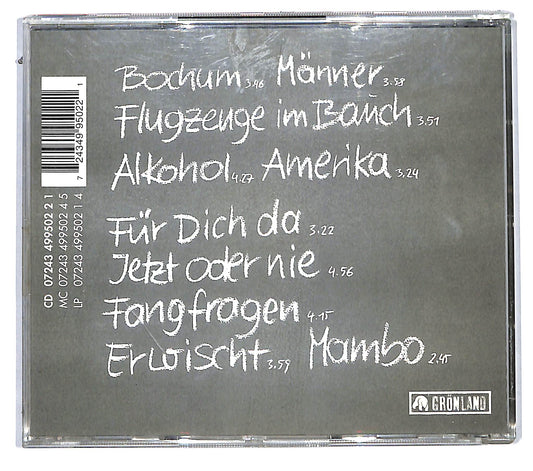 Bochum 3.46 Männer 3.58
Flugzeuge im Bauch 3.51
Alkohol 4.27 Amerika 3.24
Für Dich da 3.22
Jetzt oder nie 4.56
Fangfragen 4.15
Erwischt 3.59 Mambo 2.45
7 24349 95022 1
CD 07243 499502 2 1
MC 07243 499502 4 5
LP 07243 499502 1 4
GRÖNLAND